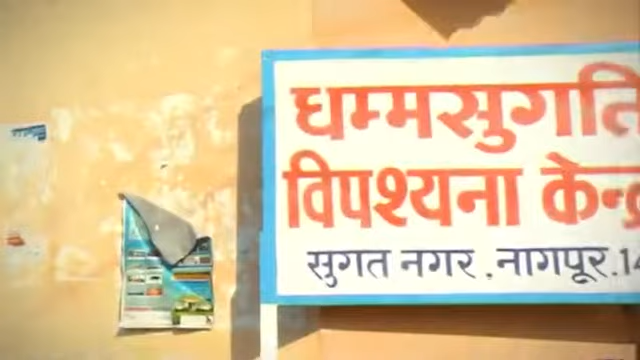 धम्मसुगति
विपश्यना केन्द्र
सुगत नगर, नागपूर.14